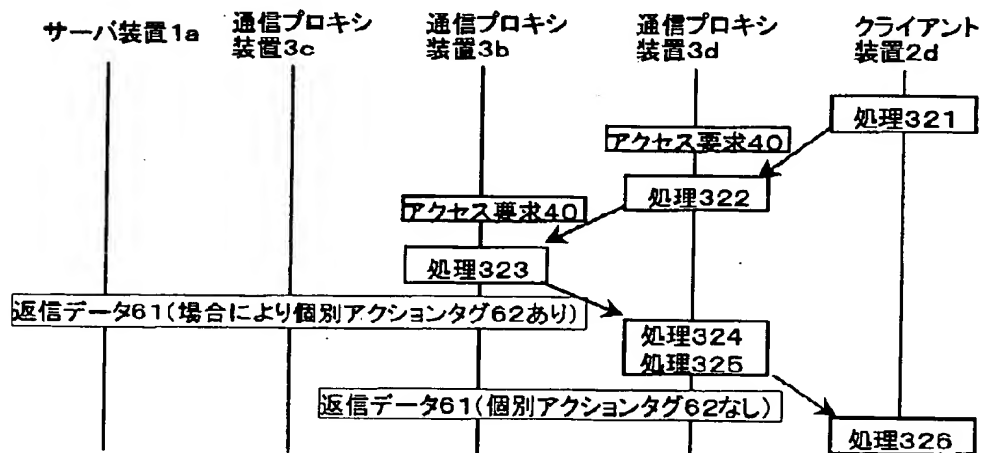 サーバ装置1a
通信プロキシ
装置3c
通信プロキシ
装置3b
通信プロキシ
装置3d
クライアント
装置2d
処理321
アクセス要求40
処理322
アクセス要求40
処理323
返信データ61(場合により個別アクションタグ62あり)
処理324
処理325
返信データ61(個別アクションタグ62なし)
処理326